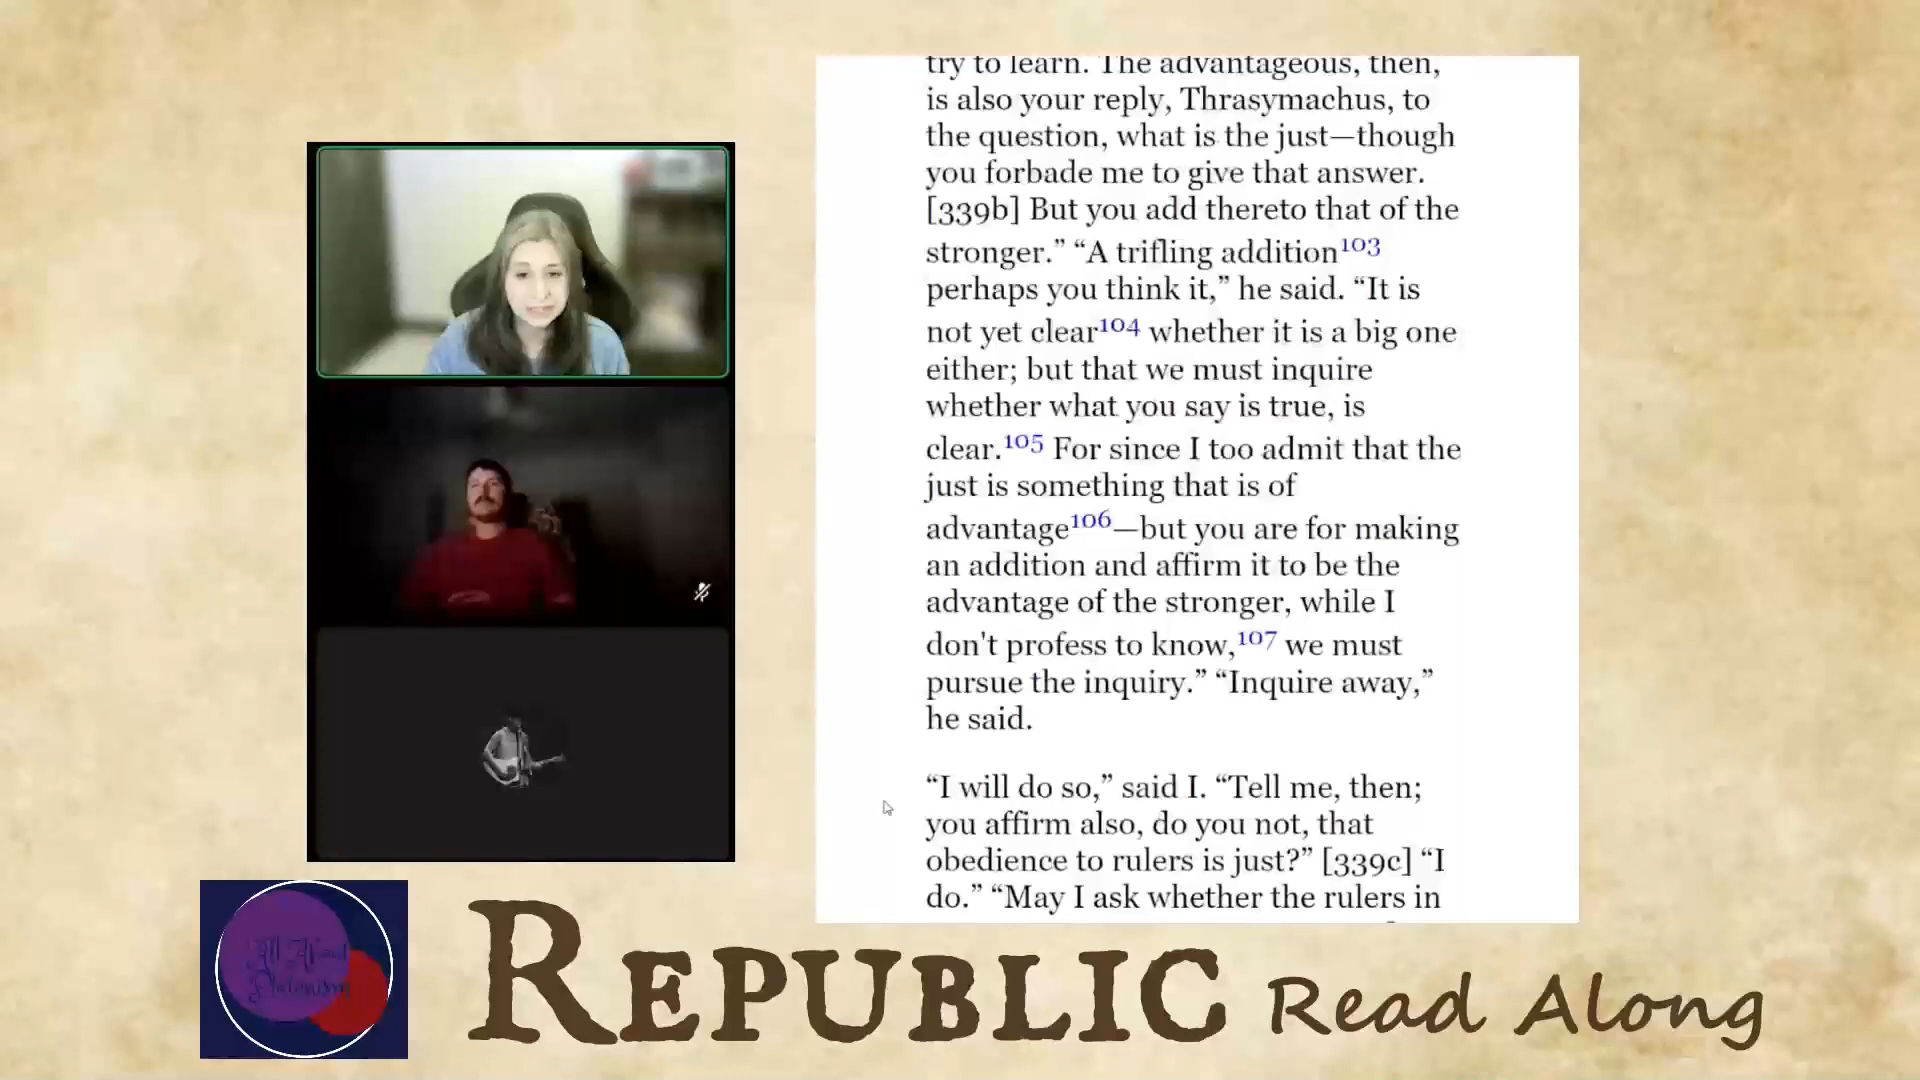 try to learn. The advantageous, then,
is also your reply, Thrasymachus, to
the question, what is the just—though
you forbade me to give that answer.
[339b] But you add thereto that of the
stronger.” “A trifling addition103
perhaps you think it,” he said. “It is
not yet clear104 whether it is a big one
either; but that we must inquire
whether what you say is true, is
clear.105 For since I too admit that the
just is something that is of
advantage106—but you are for making
an addition and affirm it to be the
advantage of the stronger, while I
don't profess to know,107 we must
pursue the inquiry.” “Inquire away,”
he said.
“I will do so,” said I. “Tell me, then;
you affirm also, do you not, that
obedience to rulers is just?” [339c] “I
do.” “May I ask whether the rulers in
All About
Platonism
REPUBLIC Read Along